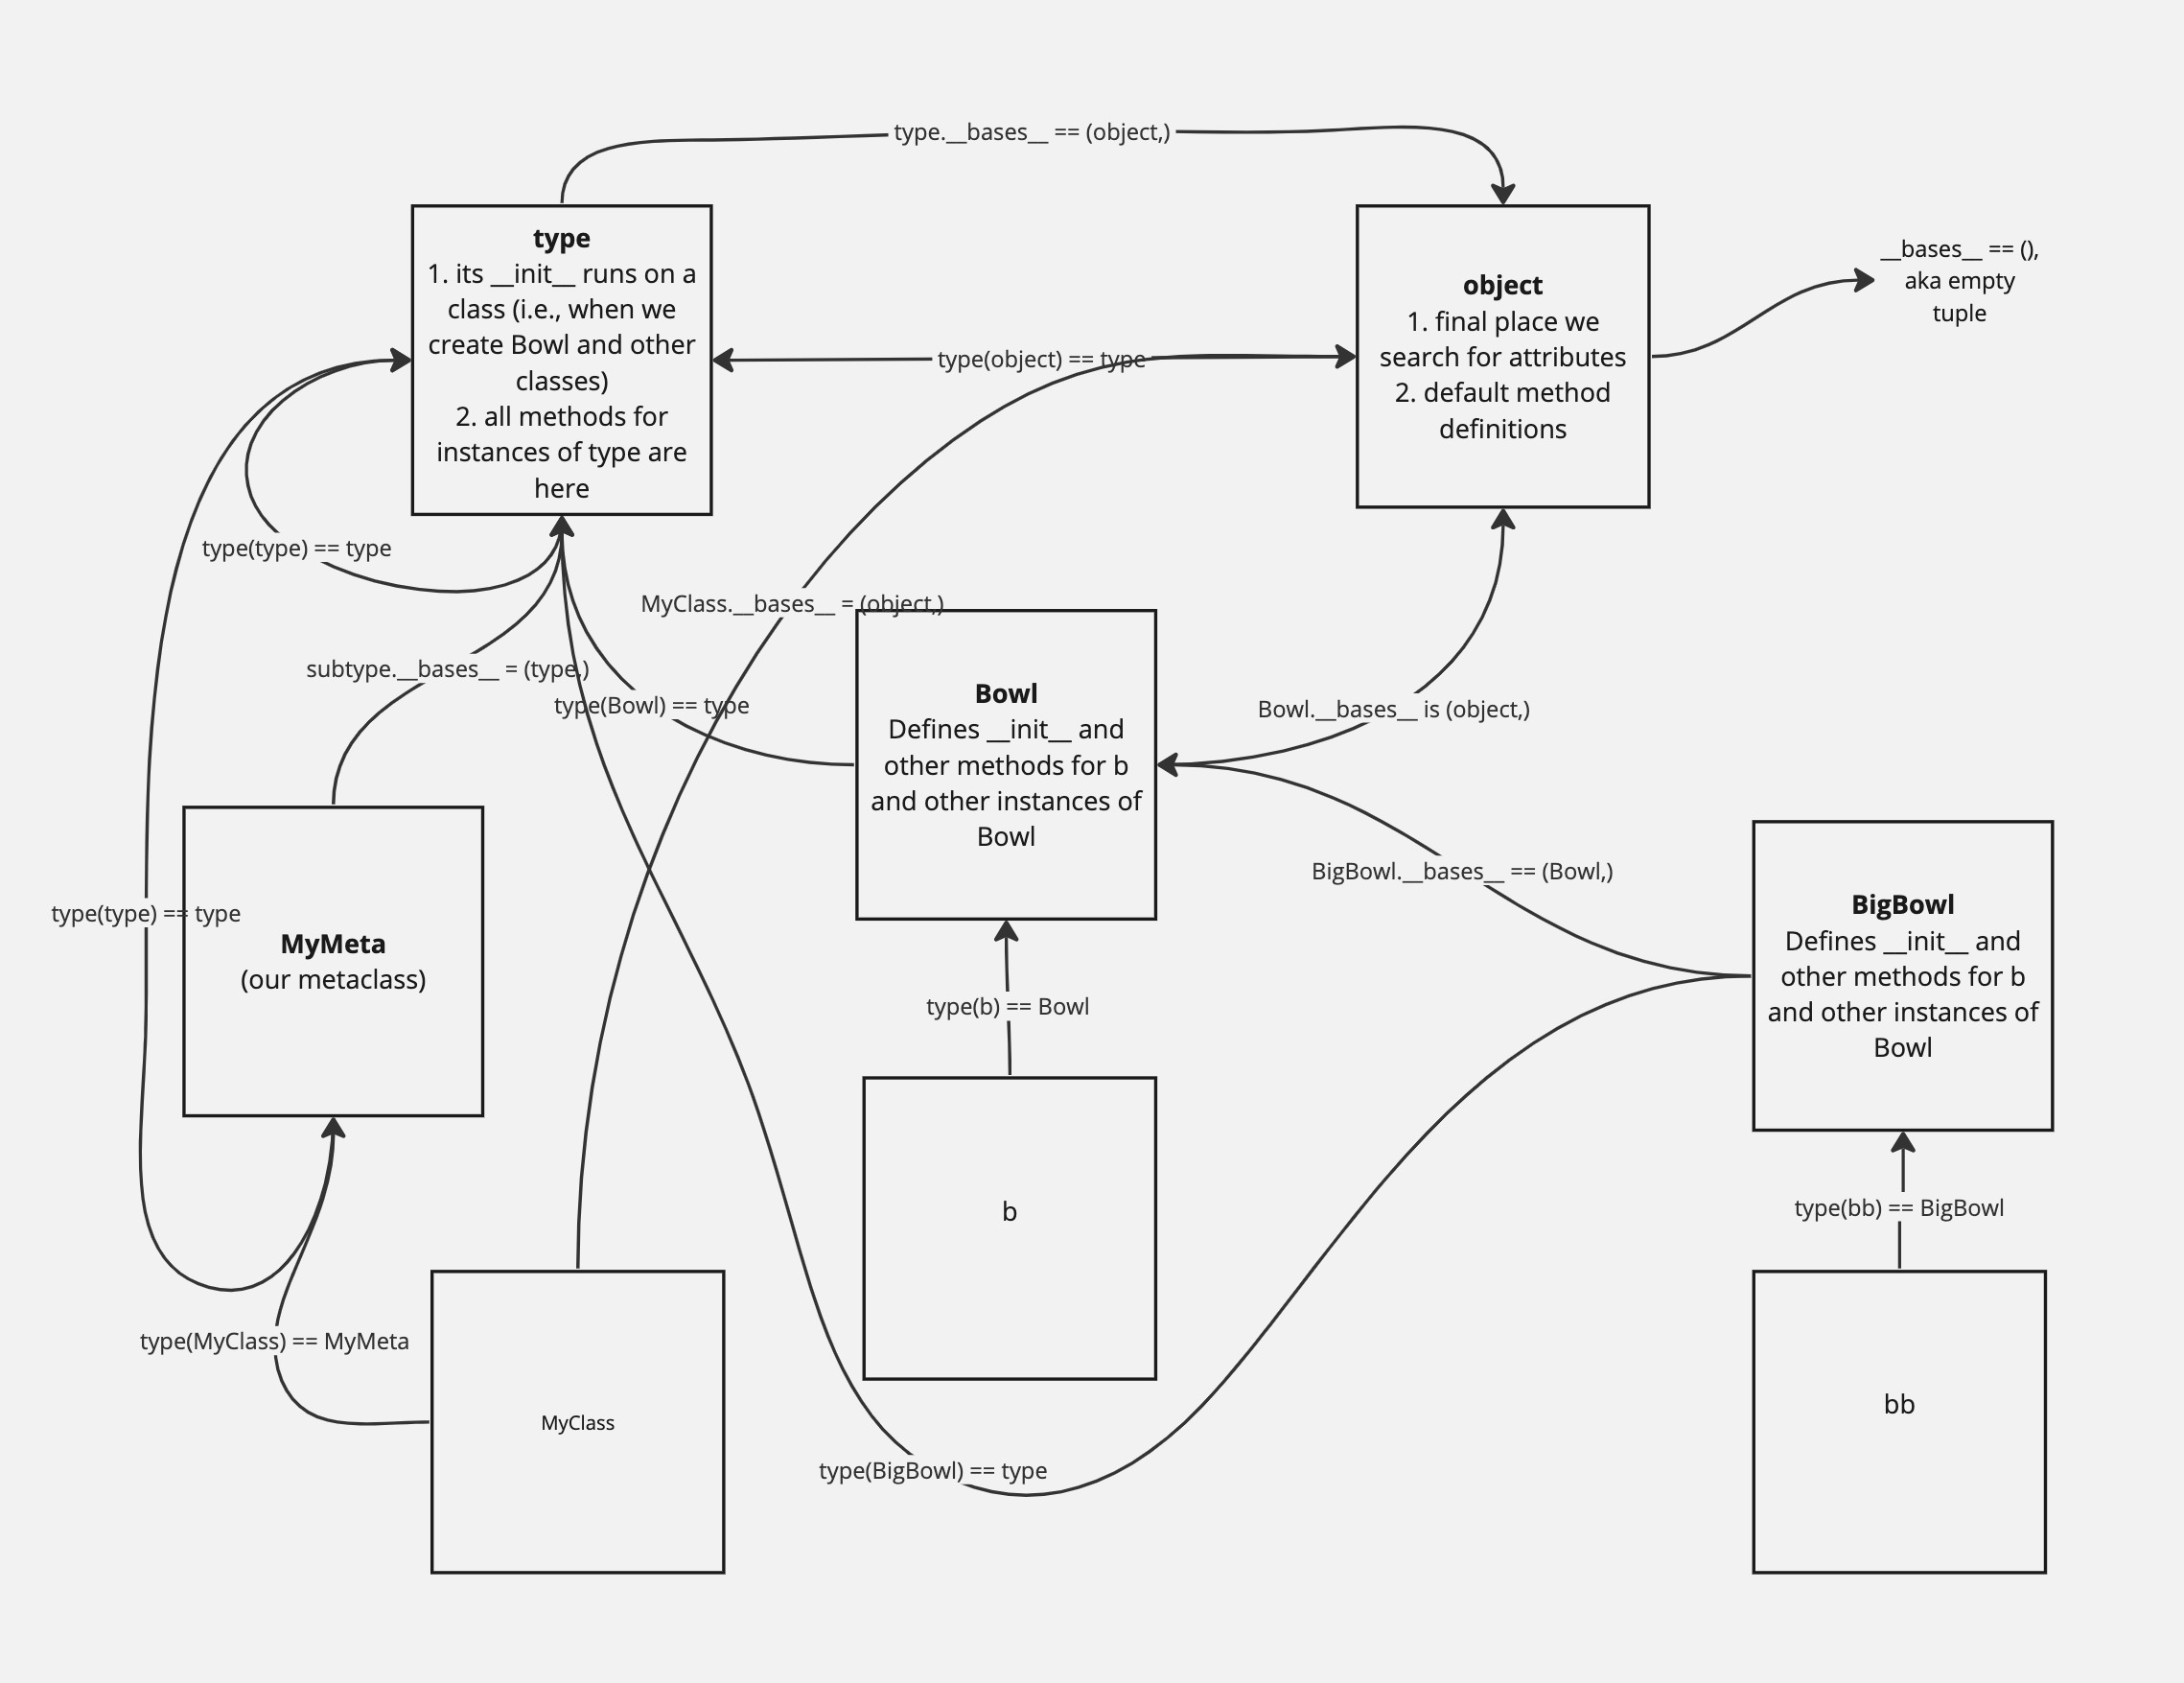 type.__bases__ == (object,)
type
1. its __init__ runs on a
class (i.e., when we
create Bowl and other
classes)
2. all methods for
instances of type are
here
object
1. final place we
search for attributes
2. default method
definitions
__bases__ == (),
aka empty
tuple
type(object) == type
type(type) == type
MyClass.__bases__ = (object,)
subtype.__bases__ = (type,)
type(Bowl) == type
Bowl
Defines __init__ and
other methods for b
and other instances of
Bowl
Bowl.__bases__ is (object,)
BigBowl.__bases__ == (Bowl,)
BigBowl
Defines __init__ and
other methods for b
and other instances of
Bowl
type(type) == type
MyMeta
(our metaclass)
type(b) == Bowl
b
type(bb) == BigBowl
type(MyClass) == MyMeta
MyClass
type(BigBowl) == type
bb